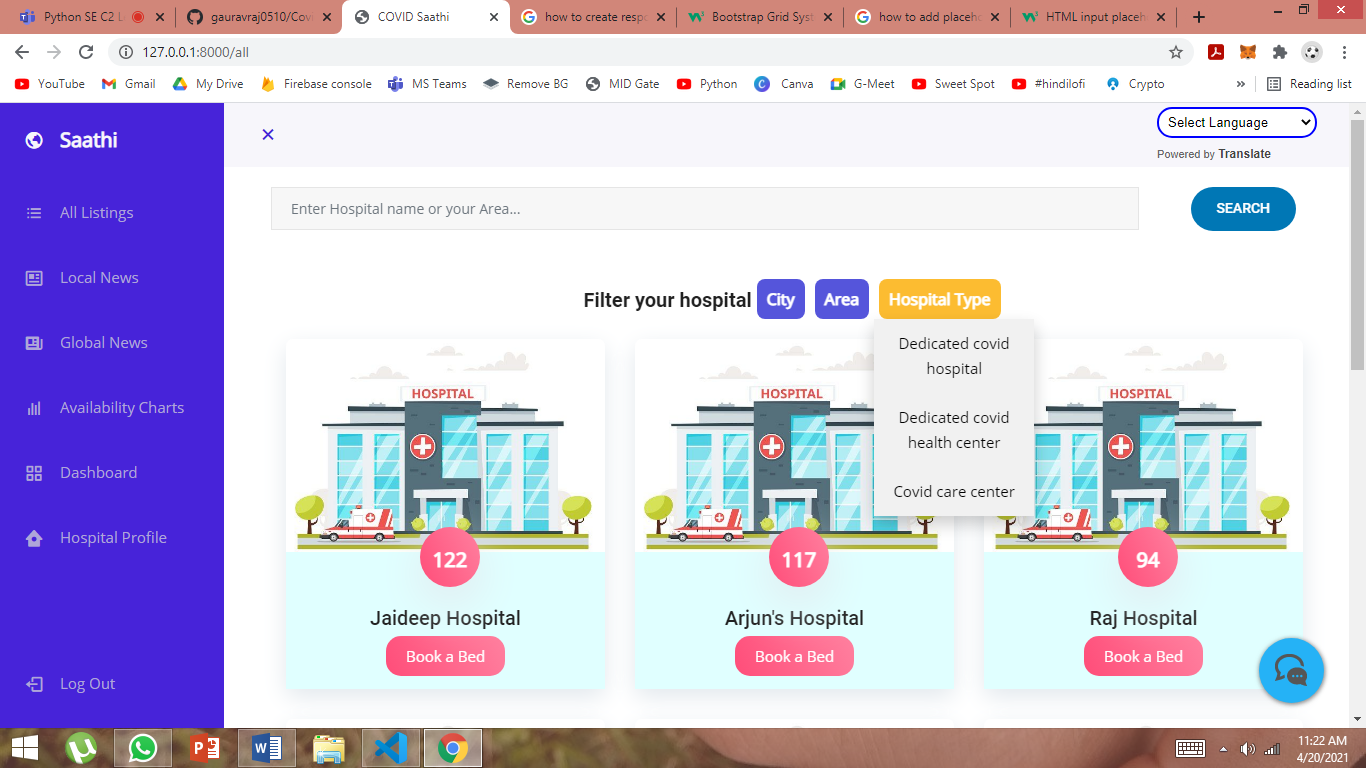 Python SE C2 L
gauravraj0510/Covi
COVID Saathi
how to create respo
Bootstrap Grid Syst
how to add placeho
HTML input placeh
127.0.0.1:8000/all
YouTube
Gmail
My Drive
Firebase console
MS Teams
Remove BG
MID Gate
Python
Canva
G-Meet
Sweet Spot
#hindilofi
Crypto
»
Reading list
Saathi
Select Language
Powered by Translate
Enter Hospital name or your Area...
SEARCH
All Listings
Local News
Global News
Availability Charts
Dashboard
Hospital Profile
Log Out
Filter your hospital City Area Hospital Type
Dedicated covid
hospital
Dedicated covid
health center
Covid care center
HOSPITAL
HOSPITAL
HOSPITAL
122
117
94
Jaideep Hospital
Arjun's Hospital
Raj Hospital
Book a Bed
Book a Bed
Book a Bed
11:22 AM
4/20/2021